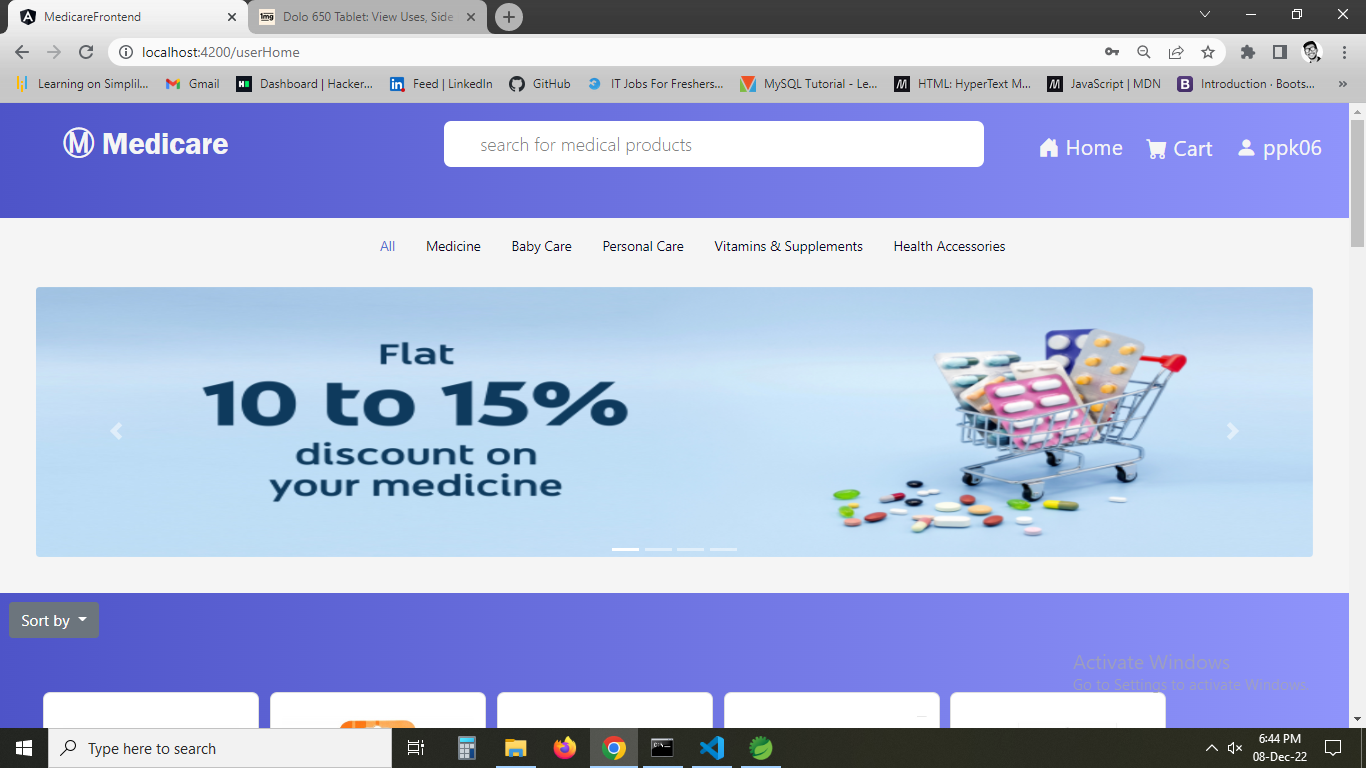 MedicareFrontend
1mg Dolo 650 Tablet: View Uses, Side
localhost:4200/userHome
Learning on Simplil... Gmail Dashboard | Hacker... Feed | LinkedIn GitHub IT Jobs For Freshers... MySQL Tutorial - Le... HTML: HyperText M... JavaScript | MDN Introduction · Boots... »
M Medicare
search for medical products
Home Cart ppk06
All Medicine Baby Care Personal Care Vitamins & Supplements Health Accessories
Flat
10 to 15%
discount on
your medicine
Sort by
Activate Windows
Go to Settings to activate Windows.
Type here to search
6:44 PM
08-Dec-22